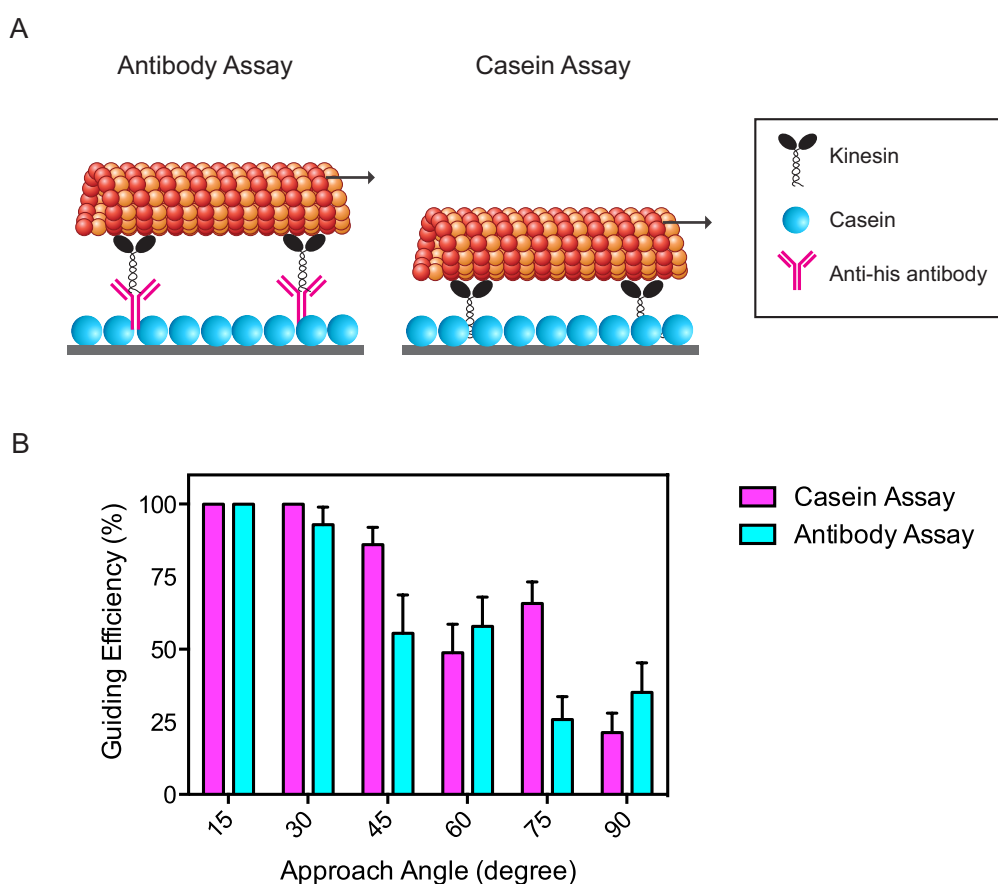 A
Antibody Assay
Casein Assay
Kinesin
Casein
Anti-his antibody
B
Guiding Efficiency (%)
100
75
50
25
0
15
30
45
60
75
90
Approach Angle (degree)
Casein Assay
Antibody Assay